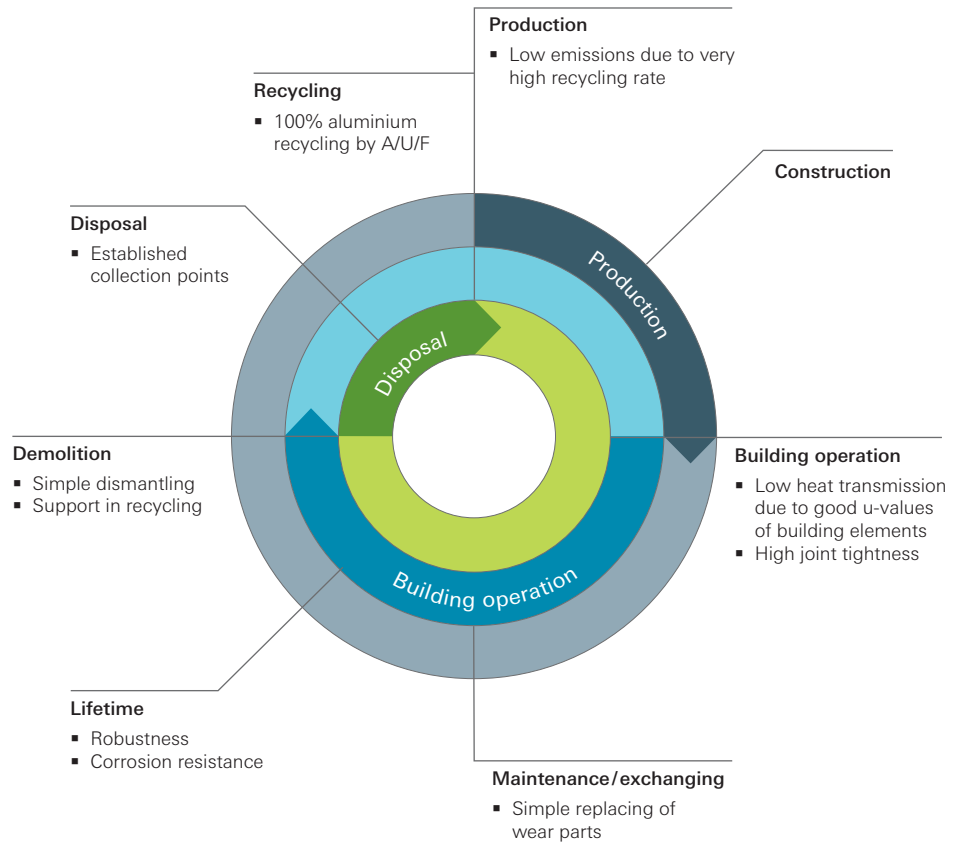 Production
▪ Low emissions due to very
high recycling rate
Recycling
▪ 100% aluminium
recycling by A/U/F
Construction
Disposal
▪ Established
collection points
Production
Disposal
Building operation
Demolition
▪ Simple dismantling
▪ Support in recycling
Building operation
▪ Low heat transmission
due to good u-values
of building elements
▪ High joint tightness
Lifetime
▪ Robustness
▪ Corrosion resistance
Maintenance/exchanging
▪ Simple replacing of
wear parts